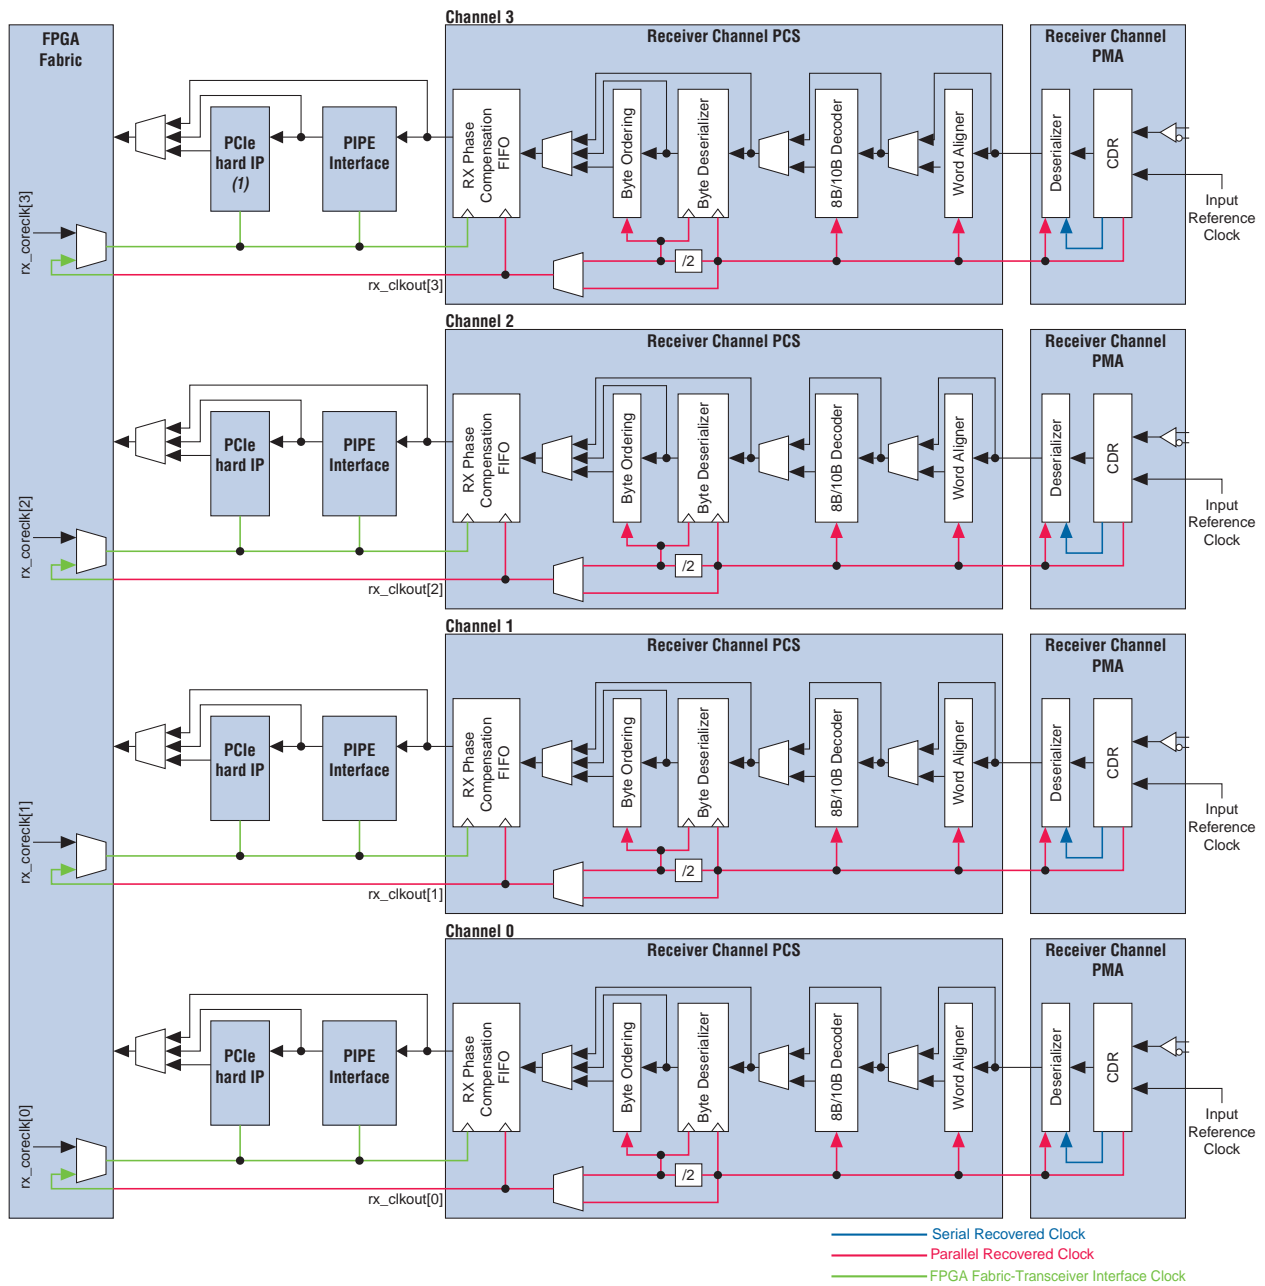 Channel 3
FPGA
Fabric
Receiver Channel PCS
Receiver Channel
PMA
PCIe
hard IP
(1)
PIPE
Interface
RX Phase
Compensation
FIFO
Byte Ordering
Byte Deserializer
8B/10B Decoder
Word Aligner
Deserializer
CDR
rx_coreclk[3]
/2
rx_clkout[3]
Input
Reference
Clock
Channel 2
Receiver Channel PCS
Receiver Channel
PMA
PCIe
hard IP
PIPE
Interface
RX Phase
Compensation
FIFO
Byte Ordering
Byte Deserializer
8B/10B Decoder
Word Aligner
Deserializer
CDR
rx_coreclk[2]
/2
rx_clkout[2]
Input
Reference
Clock
Channel 1
Receiver Channel PCS
Receiver Channel
PMA
PCIe
hard IP
PIPE
Interface
RX Phase
Compensation
FIFO
Byte Ordering
Byte Deserializer
8B/10B Decoder
Word Aligner
Deserializer
CDR
rx_coreclk[1]
/2
rx_clkout[1]
Input
Reference
Clock
Channel 0
Receiver Channel PCS
Receiver Channel
PMA
PCIe
hard IP
PIPE
Interface
RX Phase
Compensation
FIFO
Byte Ordering
Byte Deserializer
8B/10B Decoder
Word Aligner
Deserializer
CDR
rx_coreclk[0]
/2
rx_clkout[0]
Input
Reference
Clock
Serial Recovered Clock
Parallel Recovered Clock
FPGA Fabric-Transceiver Interface Clock